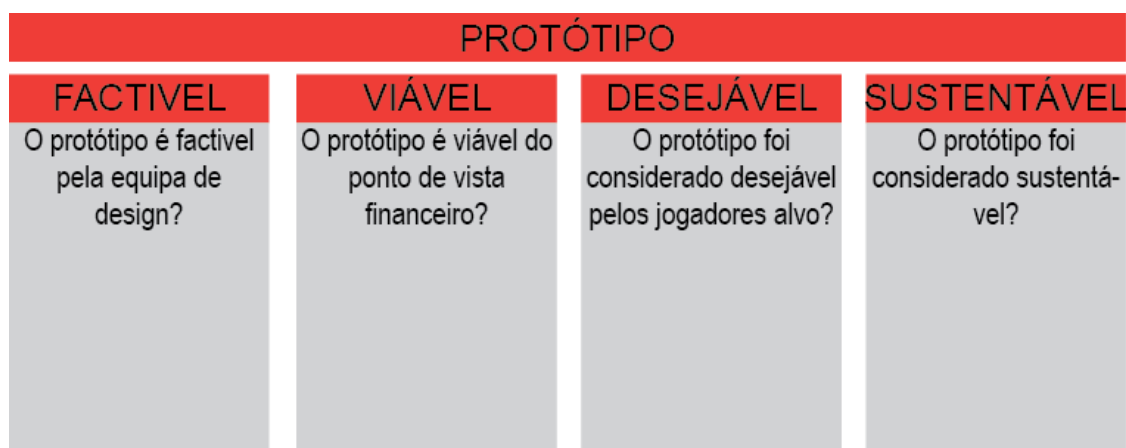 PROTÓTIPO
FACTIVEL
O protótipo é factivel
pela equipa de
design?
VIÁVEL
O protótipo é viável do
ponto de vista
financeiro?
DESEJÁVEL
O protótipo foi
considerado desejável
pelos jogadores alvo?
SUSTENTÁVEL
O protótipo foi
considerado sustentá-
vel?